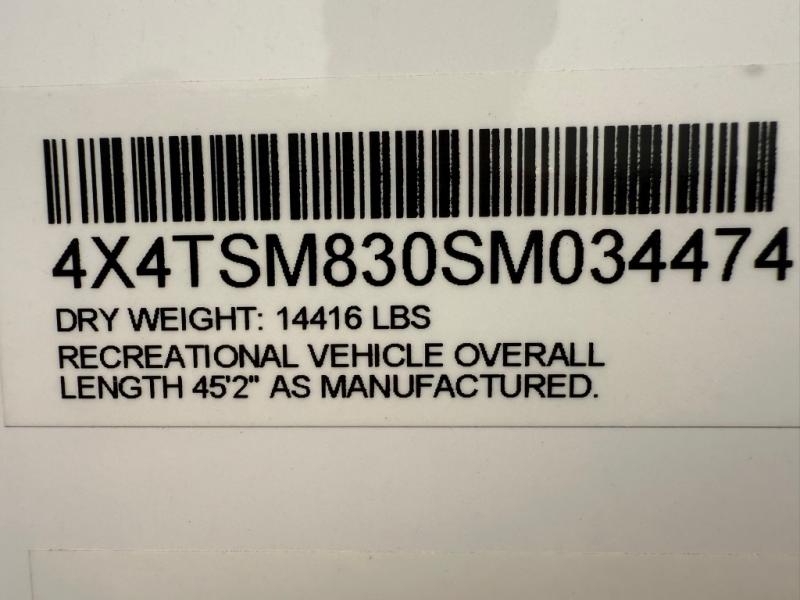 4X4TSM830SM034474
DRY WEIGHT: 14416 LBS
RECREATIONAL VEHICLE OVERALL
LENGTH 45'2" AS MANUFACTURED.